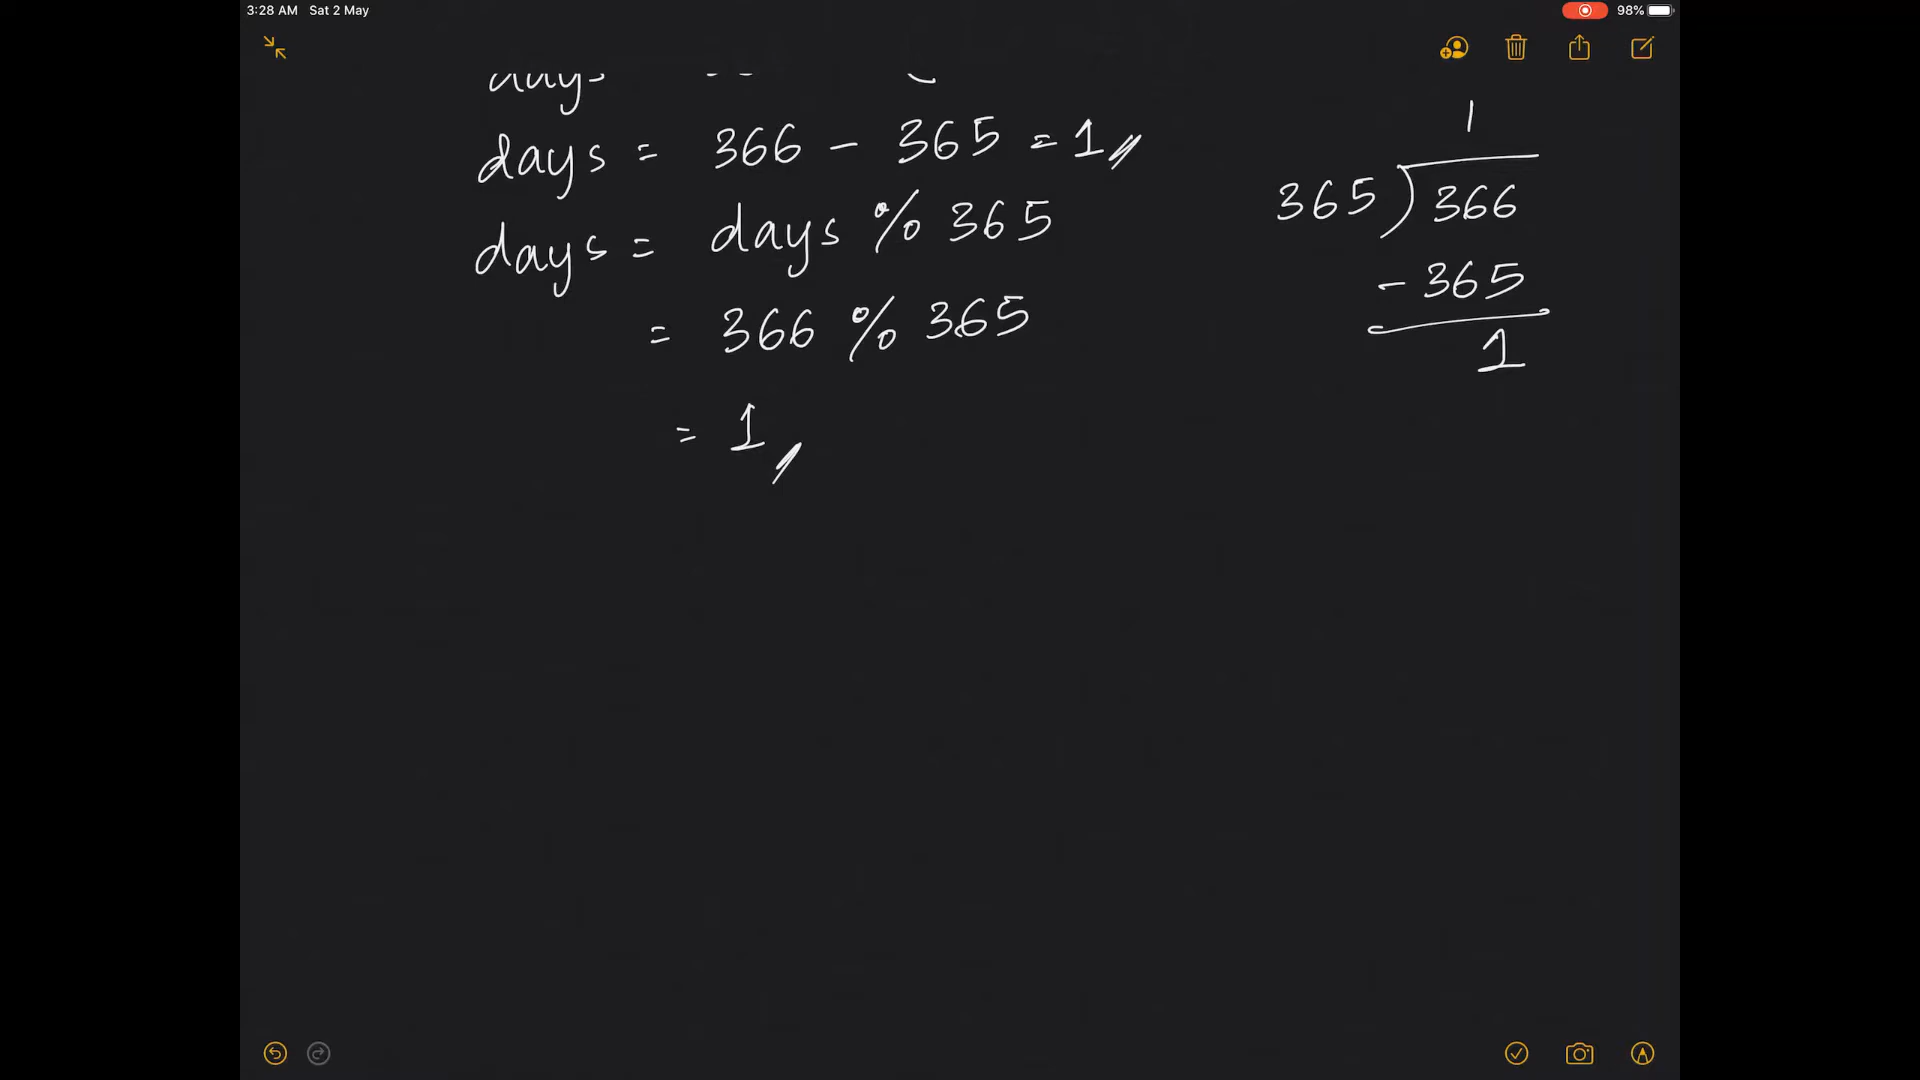 3:28 AM Sat 2 May
98%
days
days = 366 - 365 = 1
days = days % 365
= 366 % 365
= 1
1
365) 366
- 365
1